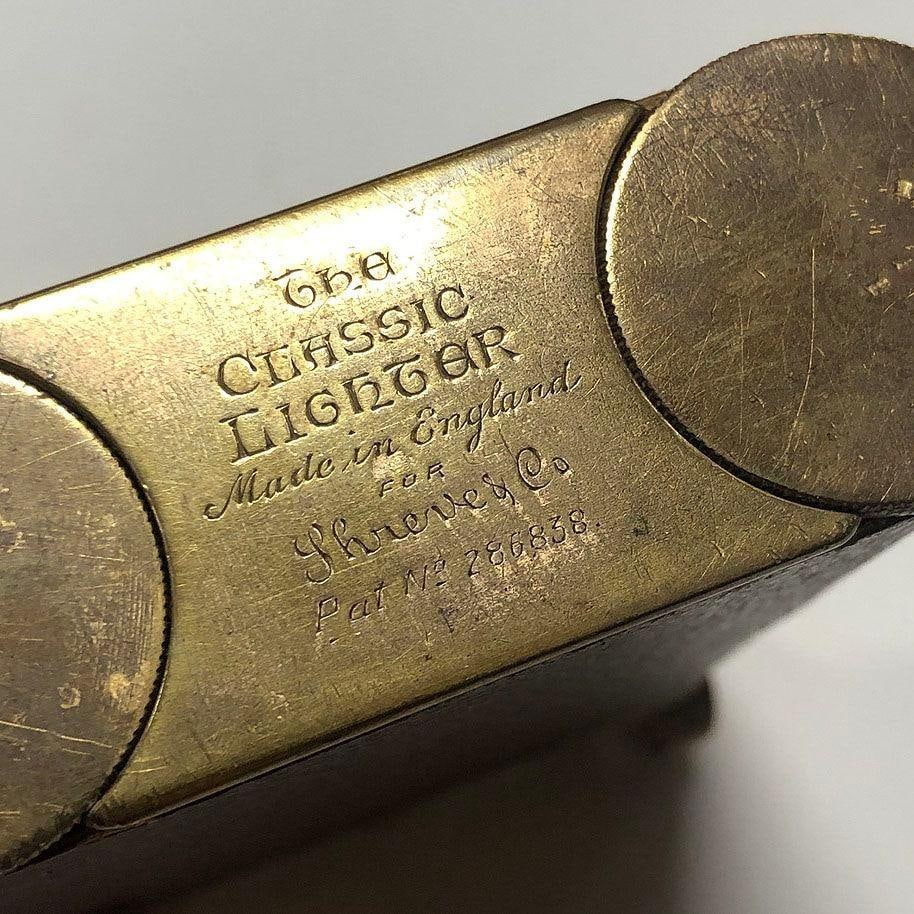 The
CLASSIC
LIGHTER
Made in England
FOR
Shreve & Co
Pat No 286838.